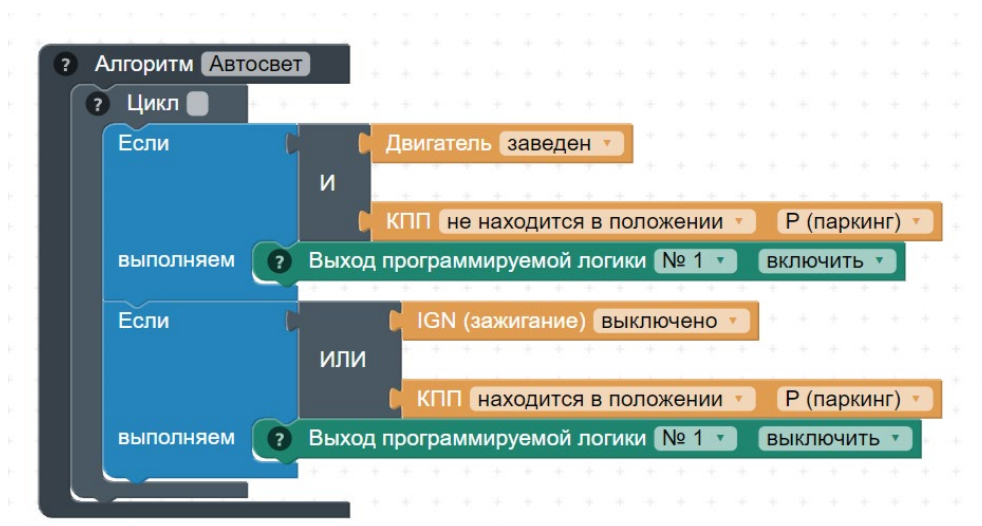 ? Алгоритм Автосвет
? Цикл
Если
Двигатель заведен
И
КПП не находится в положении P (паркинг)
выполняем ? Выход программируемой логики № 1 включить
Если
IGN (зажигание) выключено
ИЛИ
КПП находится в положении P (паркинг)
выполняем ? Выход программируемой логики № 1 выключить